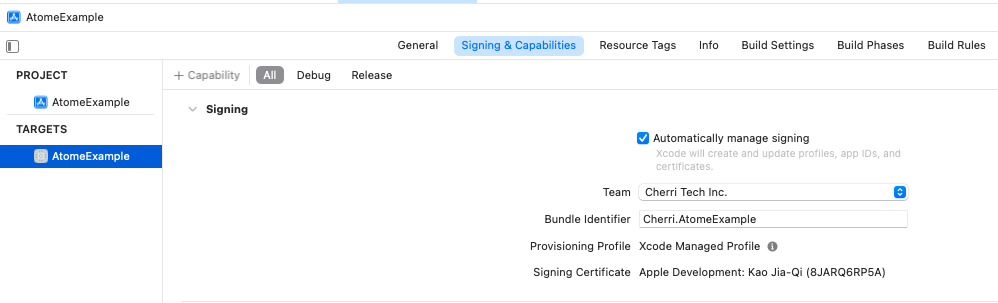 AtomeExample
General Signing & Capabilities Resource Tags Info Build Settings Build Phases Build Rules
PROJECT
AtomeExample
TARGETS
AtomeExample
+ Capability All Debug Release
Signing
Automatically manage signing
Xcode will create and update profiles, app IDs, and
certificates.
Team Cherri Tech Inc.
Bundle Identifier Cherri.AtomeExample
Provisioning Profile Xcode Managed Profile
Signing Certificate Apple Development: Kao Jia-Qi (8JARQ6RP5A)